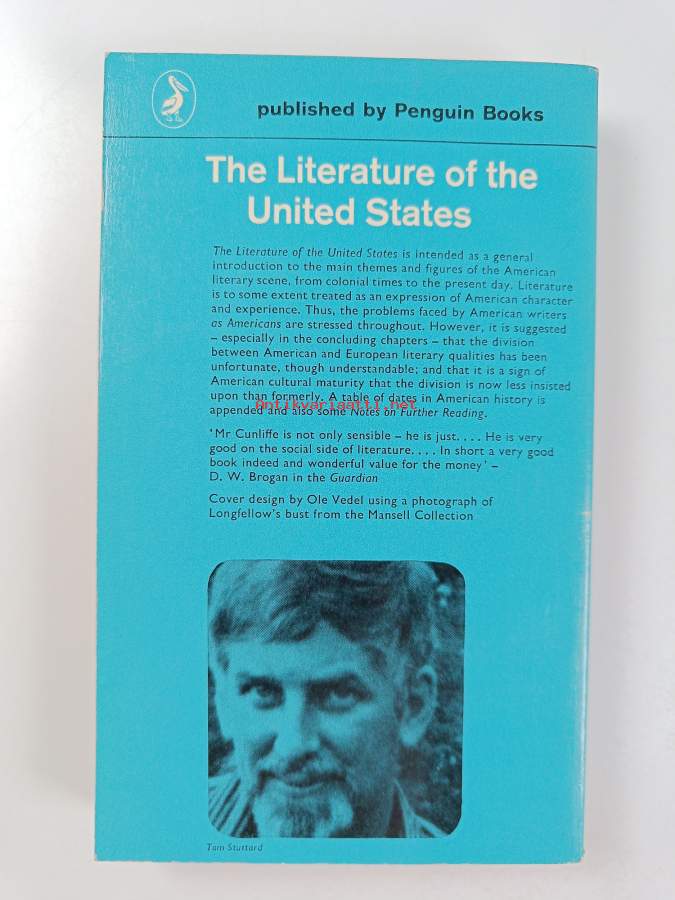 published by Penguin Books
The Literature of the
United States
The Literature of the United States is intended as a general
introduction to the main themes and figures of the American
literary scene, from colonial times to the present day. Literature
is to some extent treated as an expression of American character
and experience. Thus, the problems faced by American writers
as Americans are stressed throughout. However, it is suggested
– especially in the concluding chapters – that the division
between American and European literary qualities has been
unfortunate, though understandable; and that it is a sign of
American cultural maturity that the division is now less insisted
upon than formerly. A table of dates in American history is
Antikvariaatti.net
appended and also some Notes on Further Reading.
‘Mr Cunliffe is not only sensible – he is just. . . . He is very
good on the social side of literature. . . . In short a very good
book indeed and wonderful value for the money’ –
D. W. Brogan in the Guardian
Cover design by Ole Vedel using a photograph of
Longfellow's bust from the Mansell Collection
Tom Sturtard